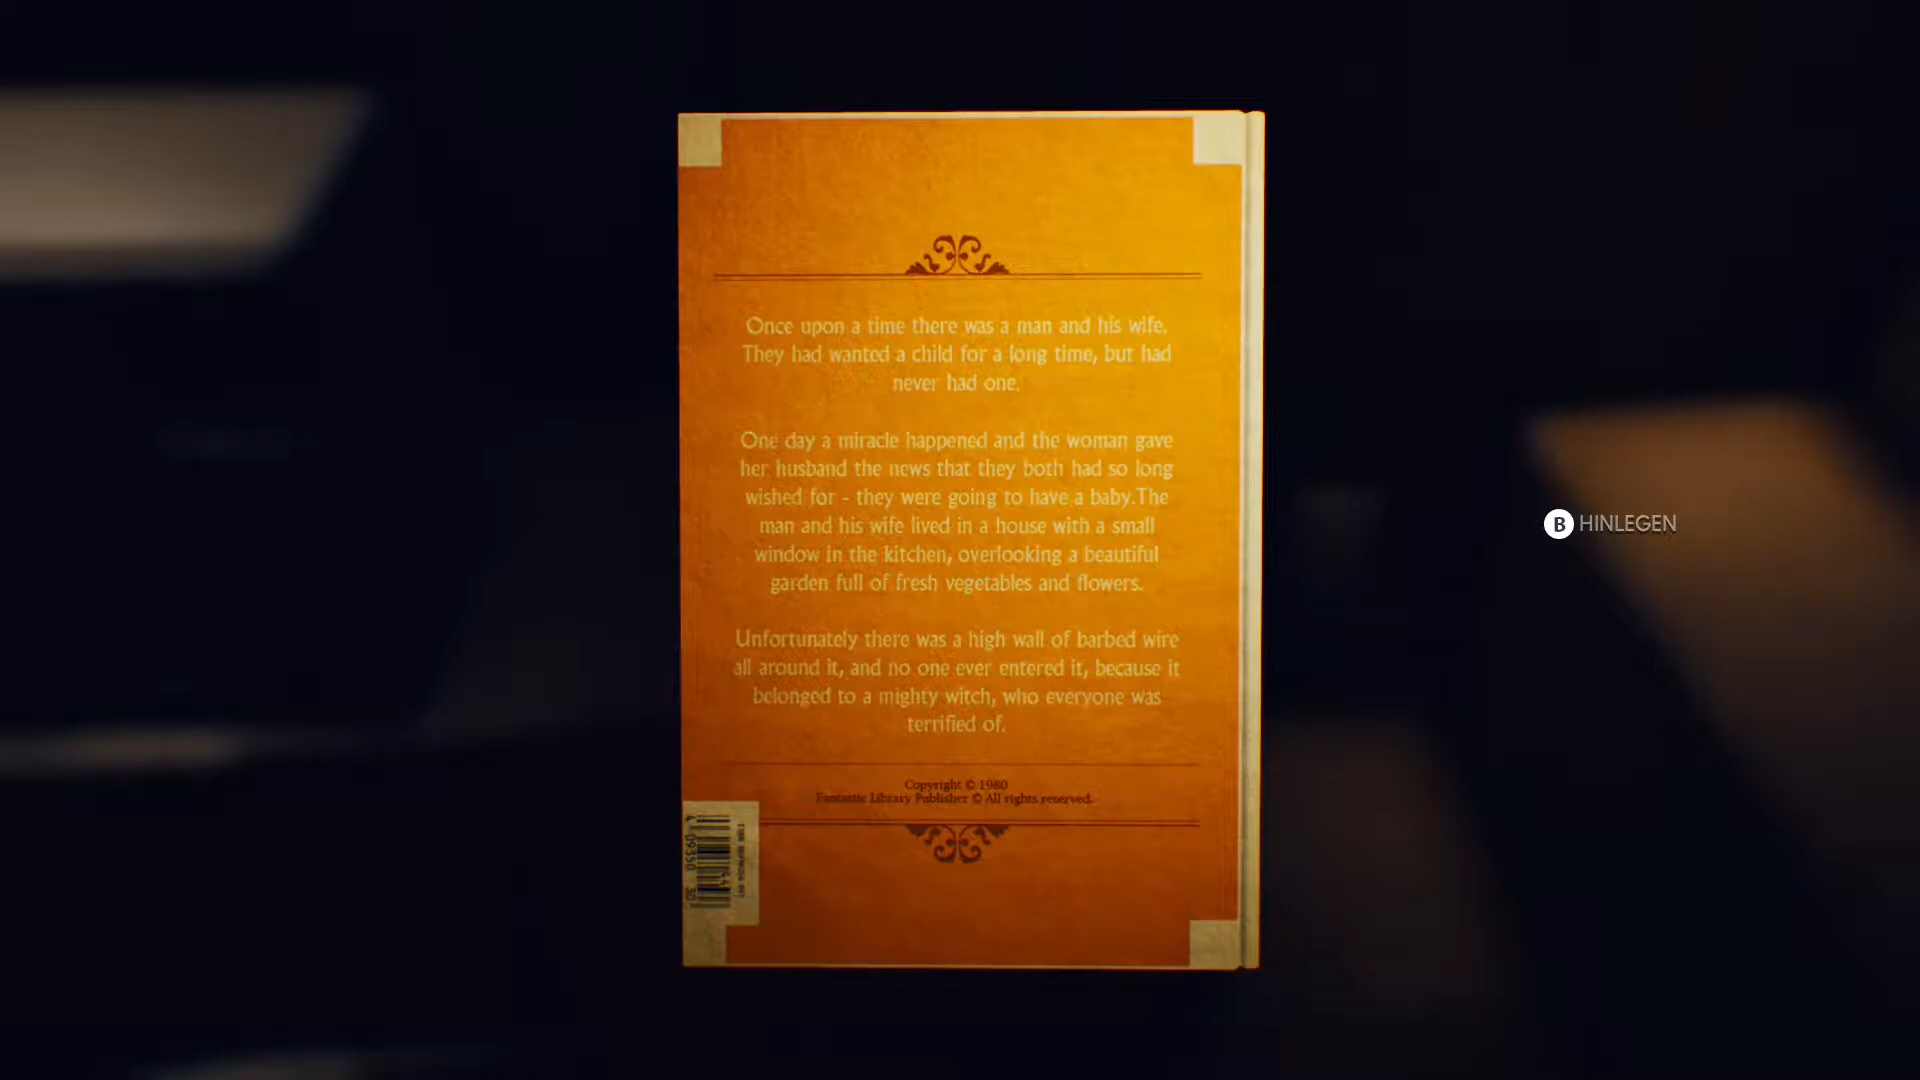 Once upon a time there was a man and his wife.
They had wanted a child for a long time, but had
never had one.
One day a miracle happened and the woman gave
her husband the news that they both had so long
wished for - they were going to have a baby.The
man and his wife lived in a house with a small
window in the kitchen, overlooking a beautiful
garden full of fresh vegetables and flowers.
Unfortunately there was a high wall of barbed wire
all around it, and no one ever entered it, because it
belonged to a mighty witch, who everyone was
terrified of.
Copyright © 1980
Fantastic Library Publisher © All rights reserved.
B HINLEGEN